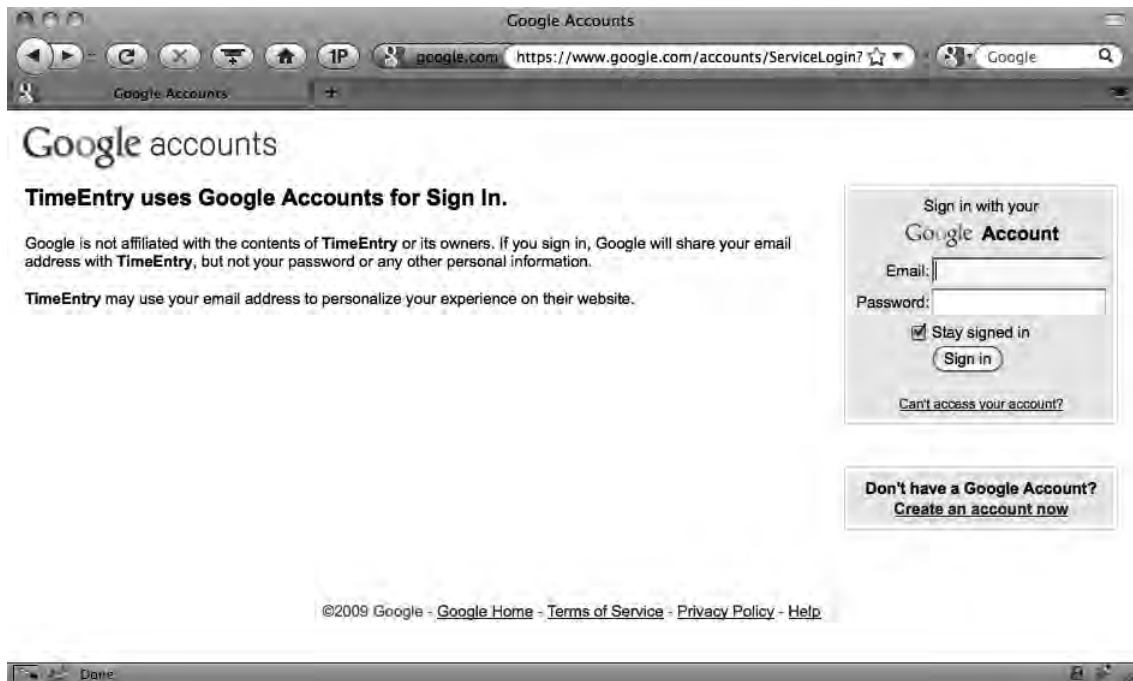 Google Accounts
1P google.com https://www.google.com/accounts/ServiceLogin? Google
Google Accounts +
Google accounts
TimeEntry uses Google Accounts for Sign In.
Google is not affiliated with the contents of TimeEntry or its owners. If you sign in, Google will share your email
address with TimeEntry, but not your password or any other personal information.
TimeEntry may use your email address to personalize your experience on their website.
Sign in with your
Google Account
Email:
Password:
Stay signed in
Sign in
Can't access your account?
Don't have a Google Account?
Create an account now
©2009 Google - Google Home - Terms of Service - Privacy Policy - Help
Done